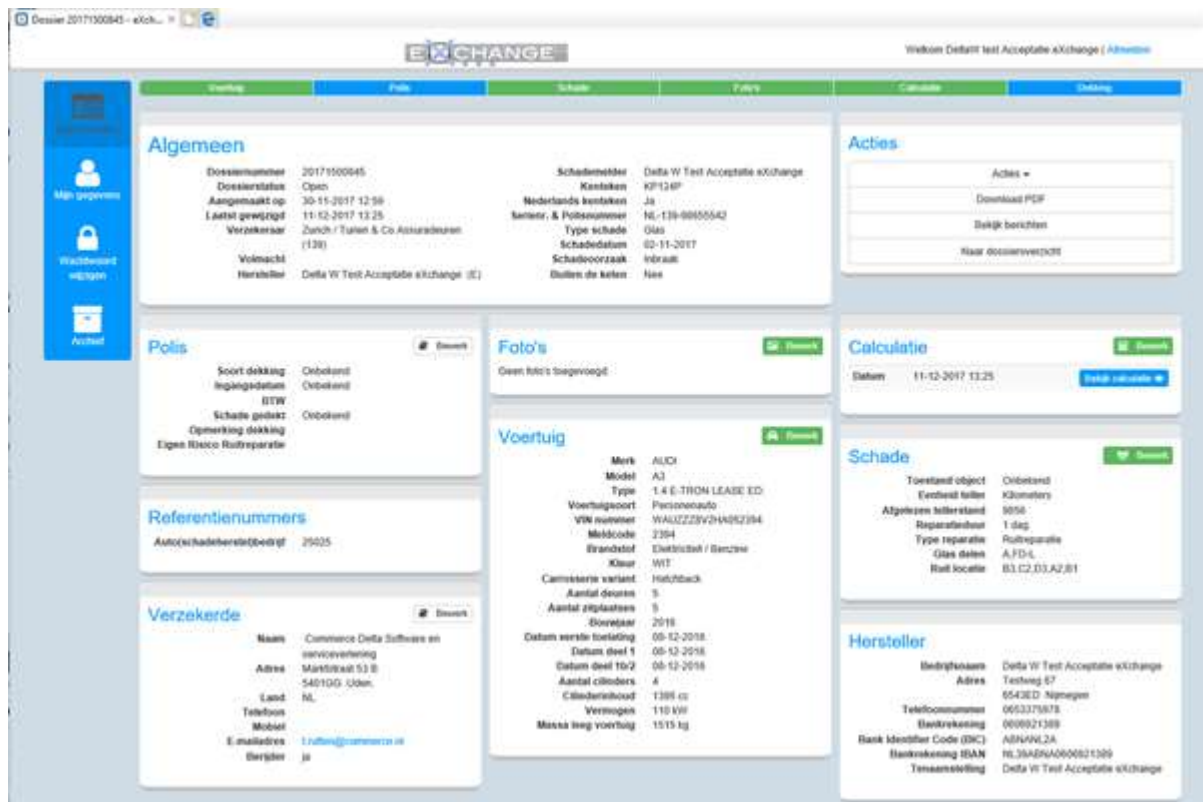 Dossier 20171500845 - eXch...
EXCHANGE
Welkom DeltaW test Acceptatie eXchange | Afmelden
Voertuig
Polis
Schade
Foto's
Calculatie
Dekking
Mijn gegevens
Wachtwoord
wijzigen
Archief
Algemeen
Dossiernummer 20171500845
Dossierstatus Open
Aangemaakt op 30-11-2017 12:59
Laatst gewijzigd 11-12-2017 13:25
Verzekeraar Zurich / Turien & Co Assuradeuren
(139)
Volmacht
Hersteller Delta W Test Acceptatie eXchange (E)
Schademelder Delta W Test Acceptatie eXchange
Kenteken KP124P
Nederlands kenteken Ja
Serienr. & Polisnummer NL-139-98655542
Type schade Glas
Schadedatum 02-11-2017
Schadeoorzaak Inbraak
Buiten de keten Nee
Acties
Acties
Download PDF
Bekijk berichten
Naar dossieroverzicht
Polis
Bewerk
Soort dekking Onbekend
Ingangsdatum Onbekend
BTW
Schade gedekt Onbekend
Opmerking dekking
Eigen Risico Ruitreparatie
Referentienummers
Auto(schadeherstel)bedrijf 25025
Verzekerde
Bewerk
Naam Commerce Delta Software en
serviceverlening
Adres Marktstraat 53 B
5401GG Uden.
Land NL
Telefoon
Mobiel
E-mailadres
Berijder ja
Foto's
Bewerk
Geen foto's toegevoegd
Voertuig
Bewerk
Merk AUDI
Model A3
Type 1.4 E-TRON LEASE ED.
Voertuigsoort Personenauto
VIN nummer WAUZZZ8V2HA052394
Meldcode 2394
Brandstof Elektriciteit / Benzine
Kleur WIT
Carrosserie variant Hatchback
Aantal deuren 5
Aantal zitplaatsen 5
Bouwjaar 2016
Datum eerste toelating 08-12-2016
Datum deel 1 08-12-2016
Datum deel 1b/2 08-12-2016
Aantal cilinders 4
Cilinderinhoud 1395 cc
Vermogen 110 kW
Massa leeg voertuig 1515 kg
Calculatie
Bewerk
Datum 11-12-2017 13:25
Bekijk calculatie
Schade
Bewerk
Toestand object Onbekend
Eenheid teller Kilometers
Afgelezen tellerstand 9856
Reparatieduur 1 dag
Type reparatie Ruitreparatie
Glas delen A,FD-L
Ruit locatie B3,C2,D3,A2,B1
Hersteller
Bedrijfsnaam Delta W Test Acceptatie eXchange
Adres Testweg 67
6543ED Nijmegen
Telefoonnummer 0653375978
Bankrekening 0606921389
Bank Identifier Code (BIC) ABNANL2A
Bankrekening IBAN NL39ABNA0606921389
Tenaamstelling Delta W Test Acceptatie eXchange